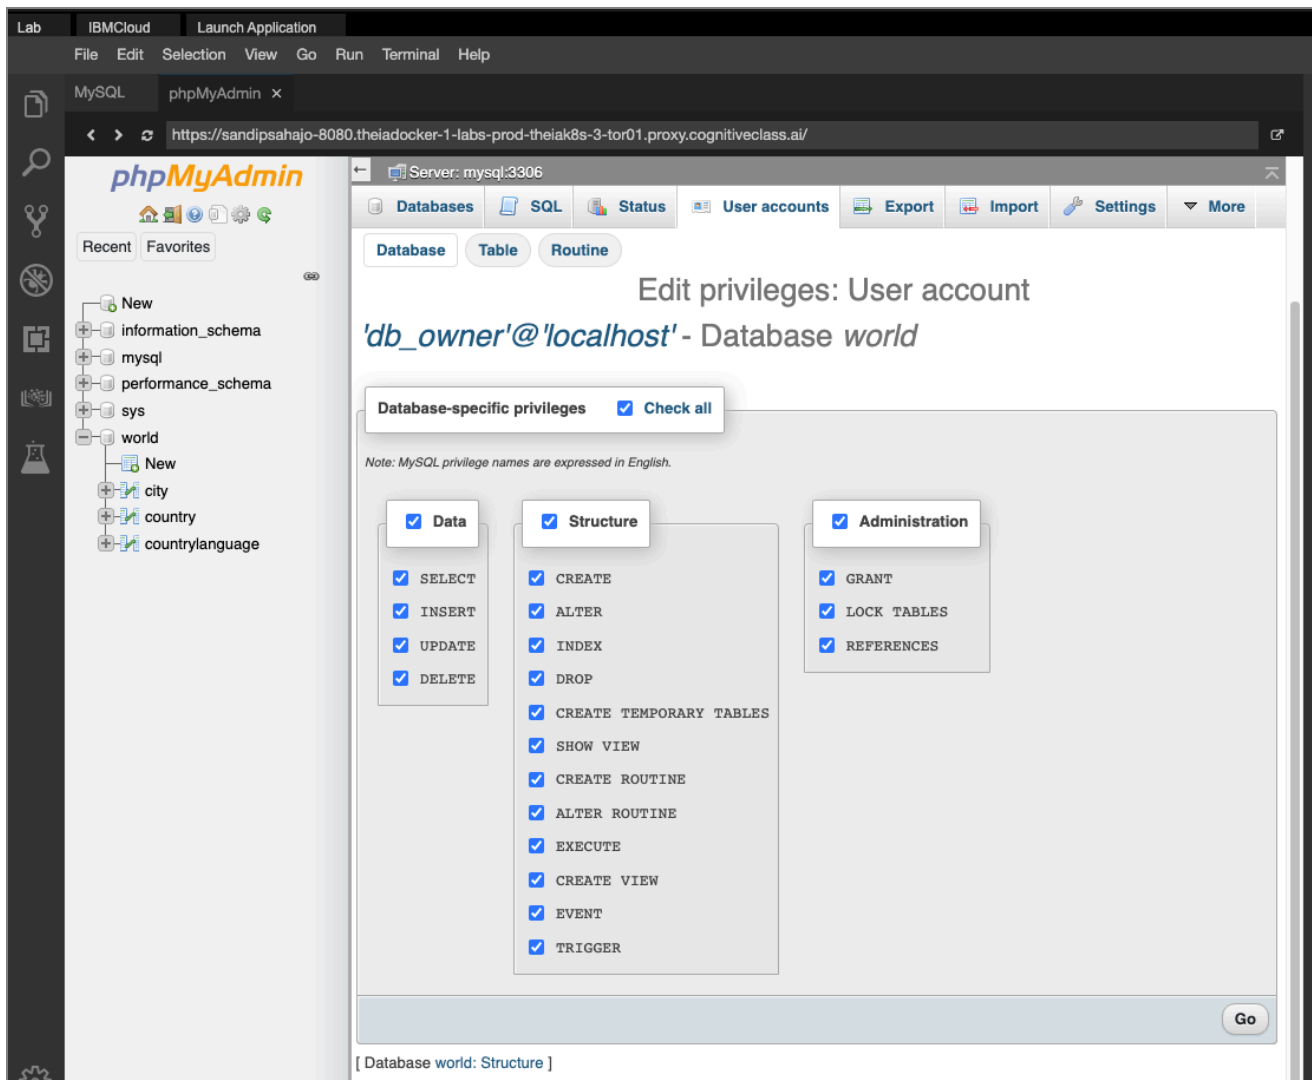 Lab IBMCloud Launch Application
File Edit Selection View Go Run Terminal Help
MySQL phpMyAdmin ×
https://sandipsahajo-8080.theiadocker-1-labs-prod-theiak8s-3-tor01.proxy.cognitiveclass.ai/
phpMyAdmin
Recent Favorites
New
information_schema
mysql
performance_schema
sys
world
New
city
country
countrylanguage
Server: mysql:3306
Databases SQL Status User accounts Export Import Settings More
Database Table Routine
Edit privileges: User account
'db_owner'@'localhost' - Database world
Database-specific privileges Check all
Note: MySQL privilege names are expressed in English.
Data
SELECT
INSERT
UPDATE
DELETE
Structure
CREATE
ALTER
INDEX
DROP
CREATE TEMPORARY TABLES
SHOW VIEW
CREATE ROUTINE
ALTER ROUTINE
EXECUTE
CREATE VIEW
EVENT
TRIGGER
Administration
GRANT
LOCK TABLES
REFERENCES
Go
[ Database world: Structure ]